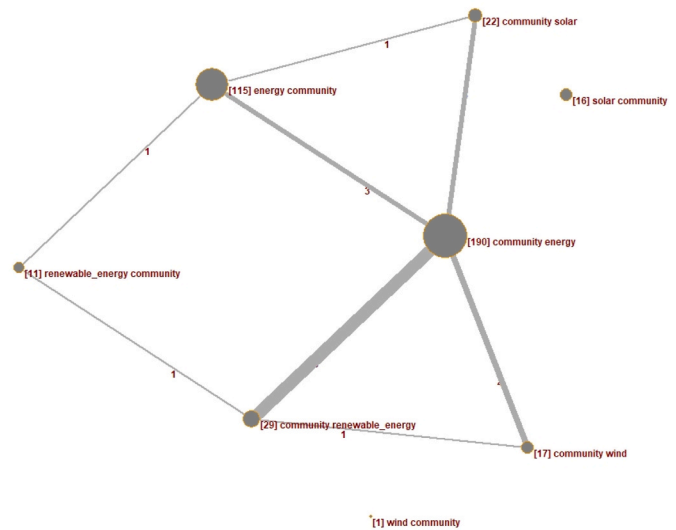 [22] community solar
1
[115] energy community
[16] solar community
1
3
[190] community energy
[11] renewable_energy community
1
[29] community renewable_energy
1
[17] community wind
[1] wind community